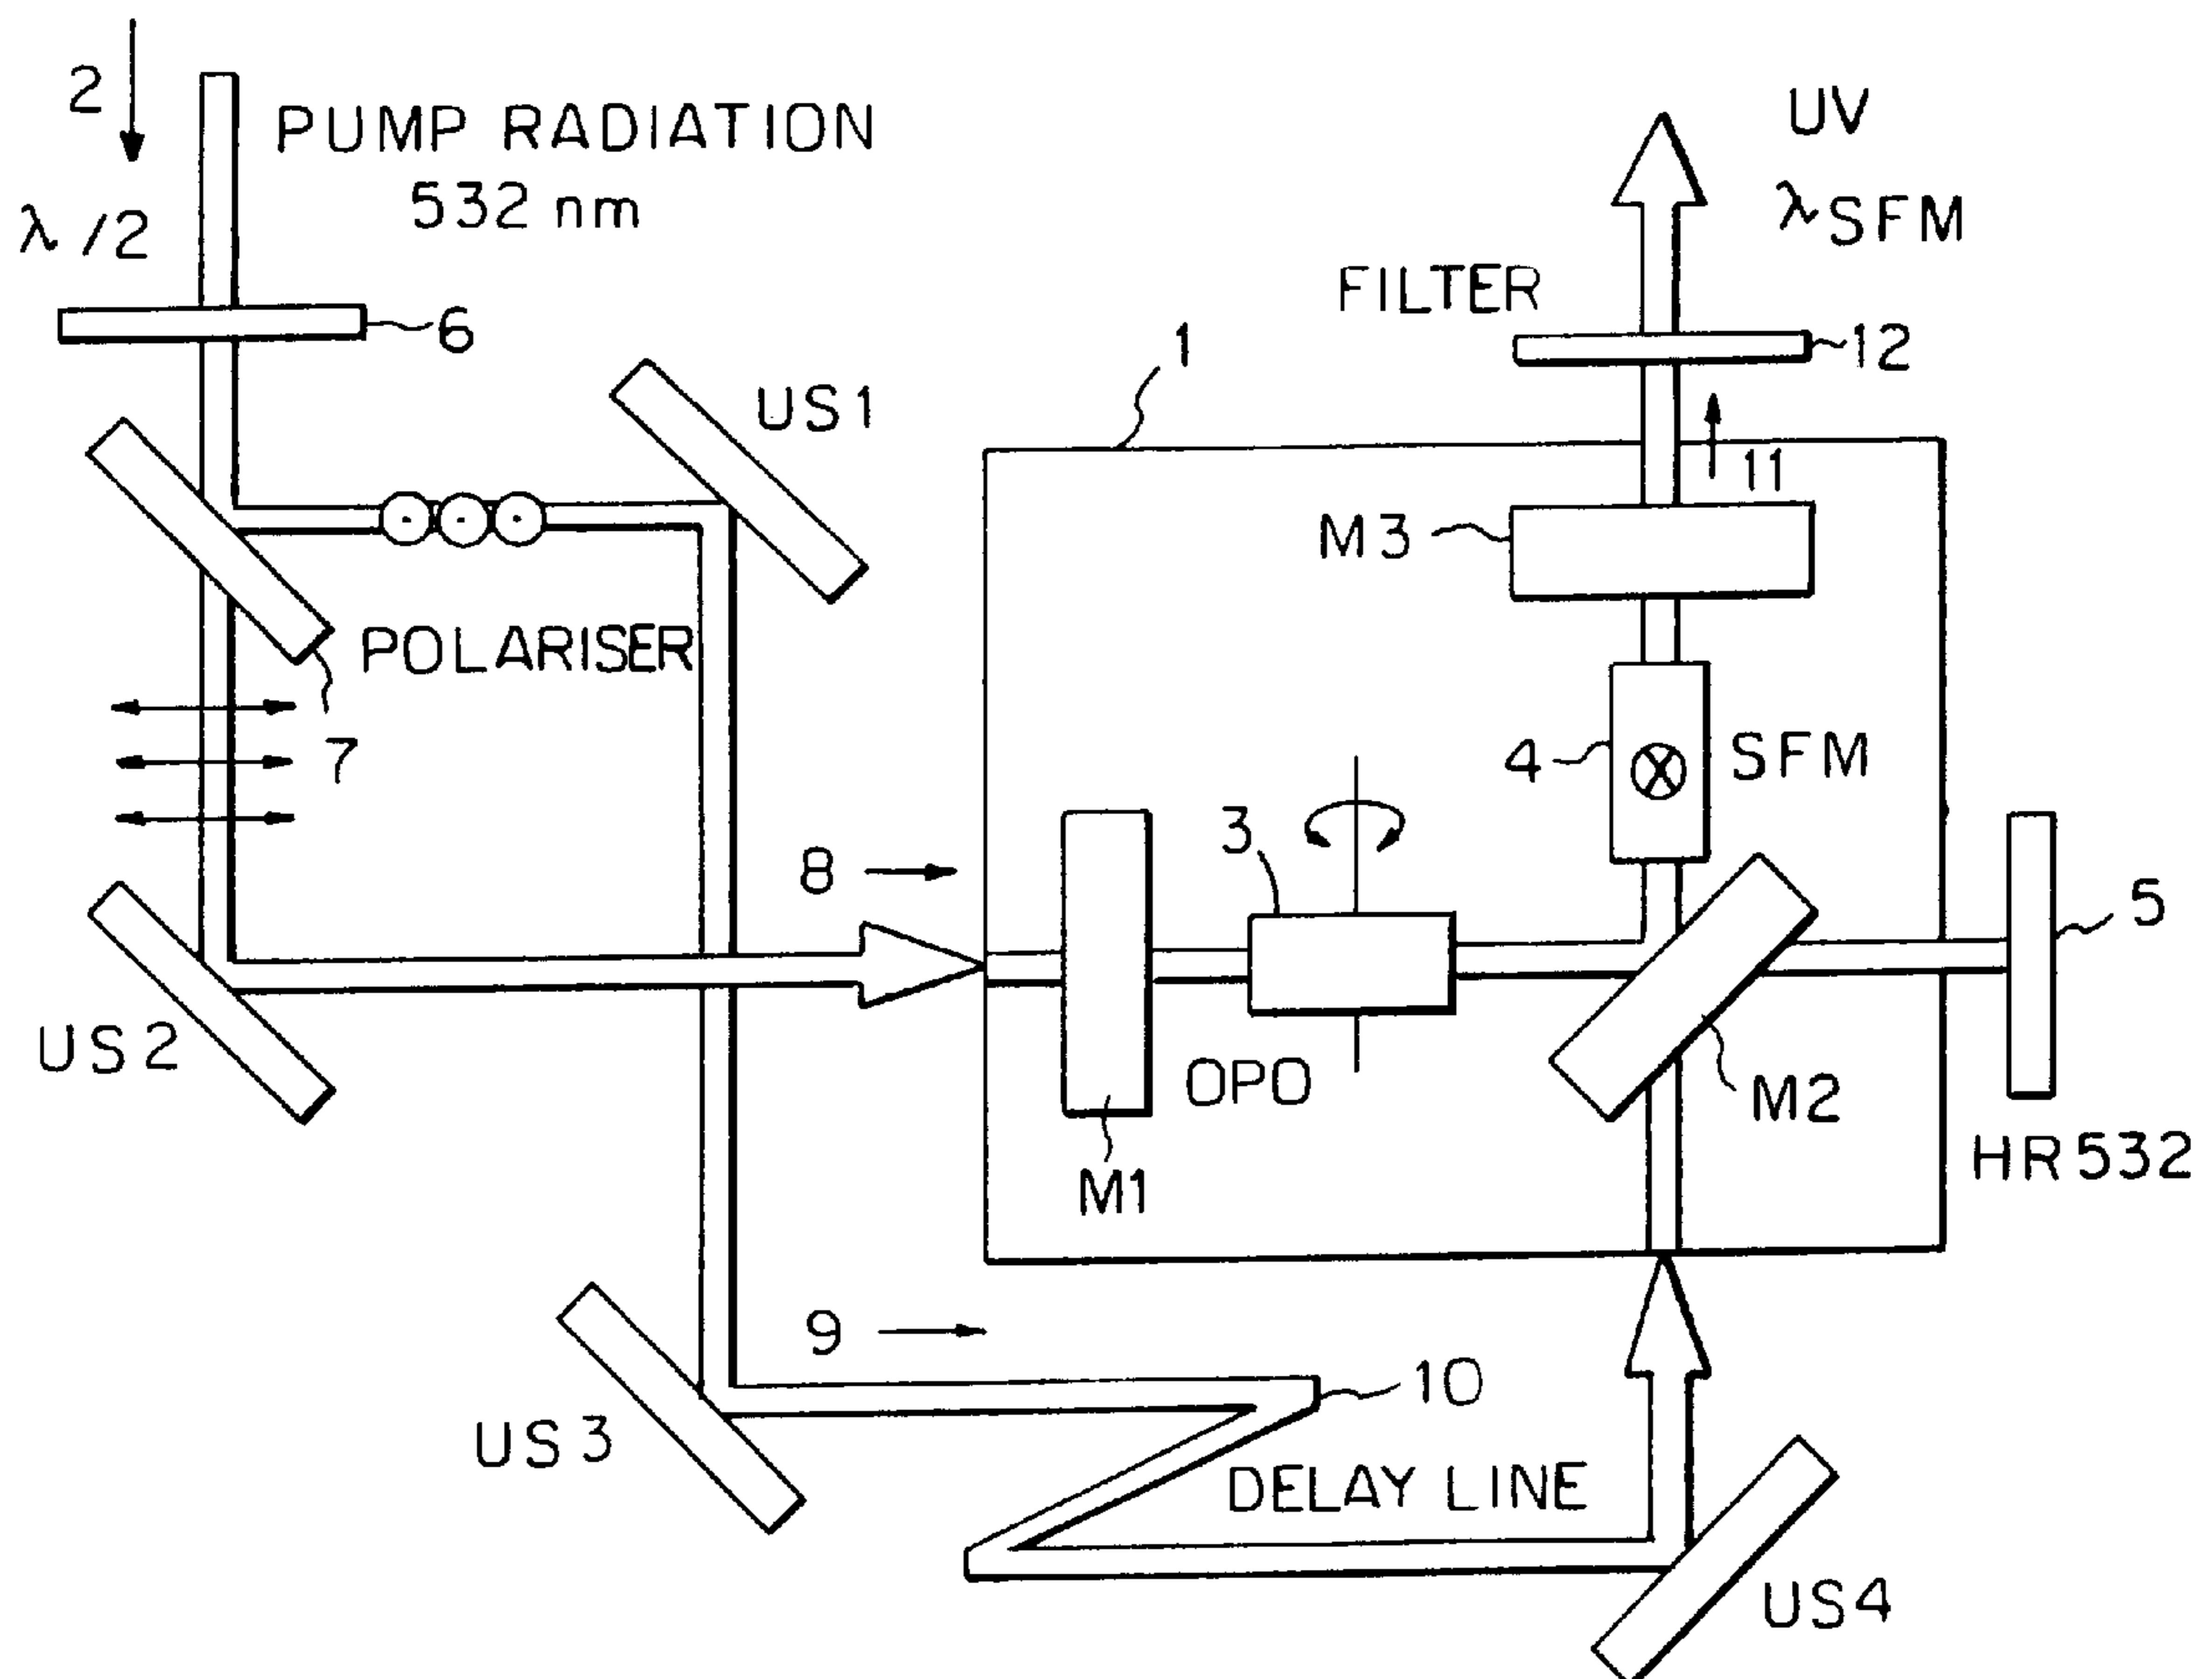 2
PUMP RADIATION
532 nm
λ/2
6
US1
POLARISER
7
US2
8
UV
λSFM
FILTER
12
1
11
M3
4
SFM
3
5
OPO
M2
M1
HR532
9
10
US3
DELAY LINE
US4